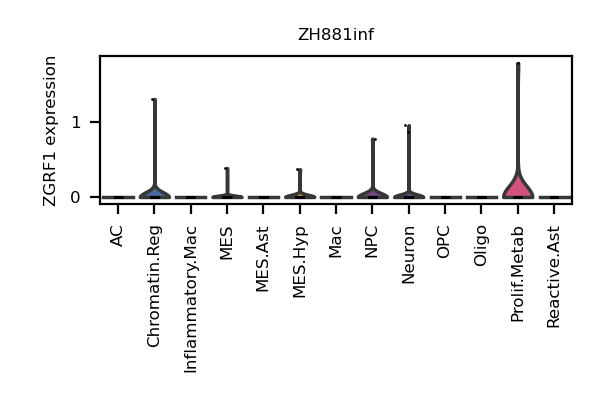 ZH881inf
ZGRF1 expression
1
0
AC
Chromatin.Reg
Inflammatory.Mac
MES
MES.Ast
MES.Hyp
Mac
NPC
Neuron
OPC
Oligo
Prolif.Metab
Reactive.Ast